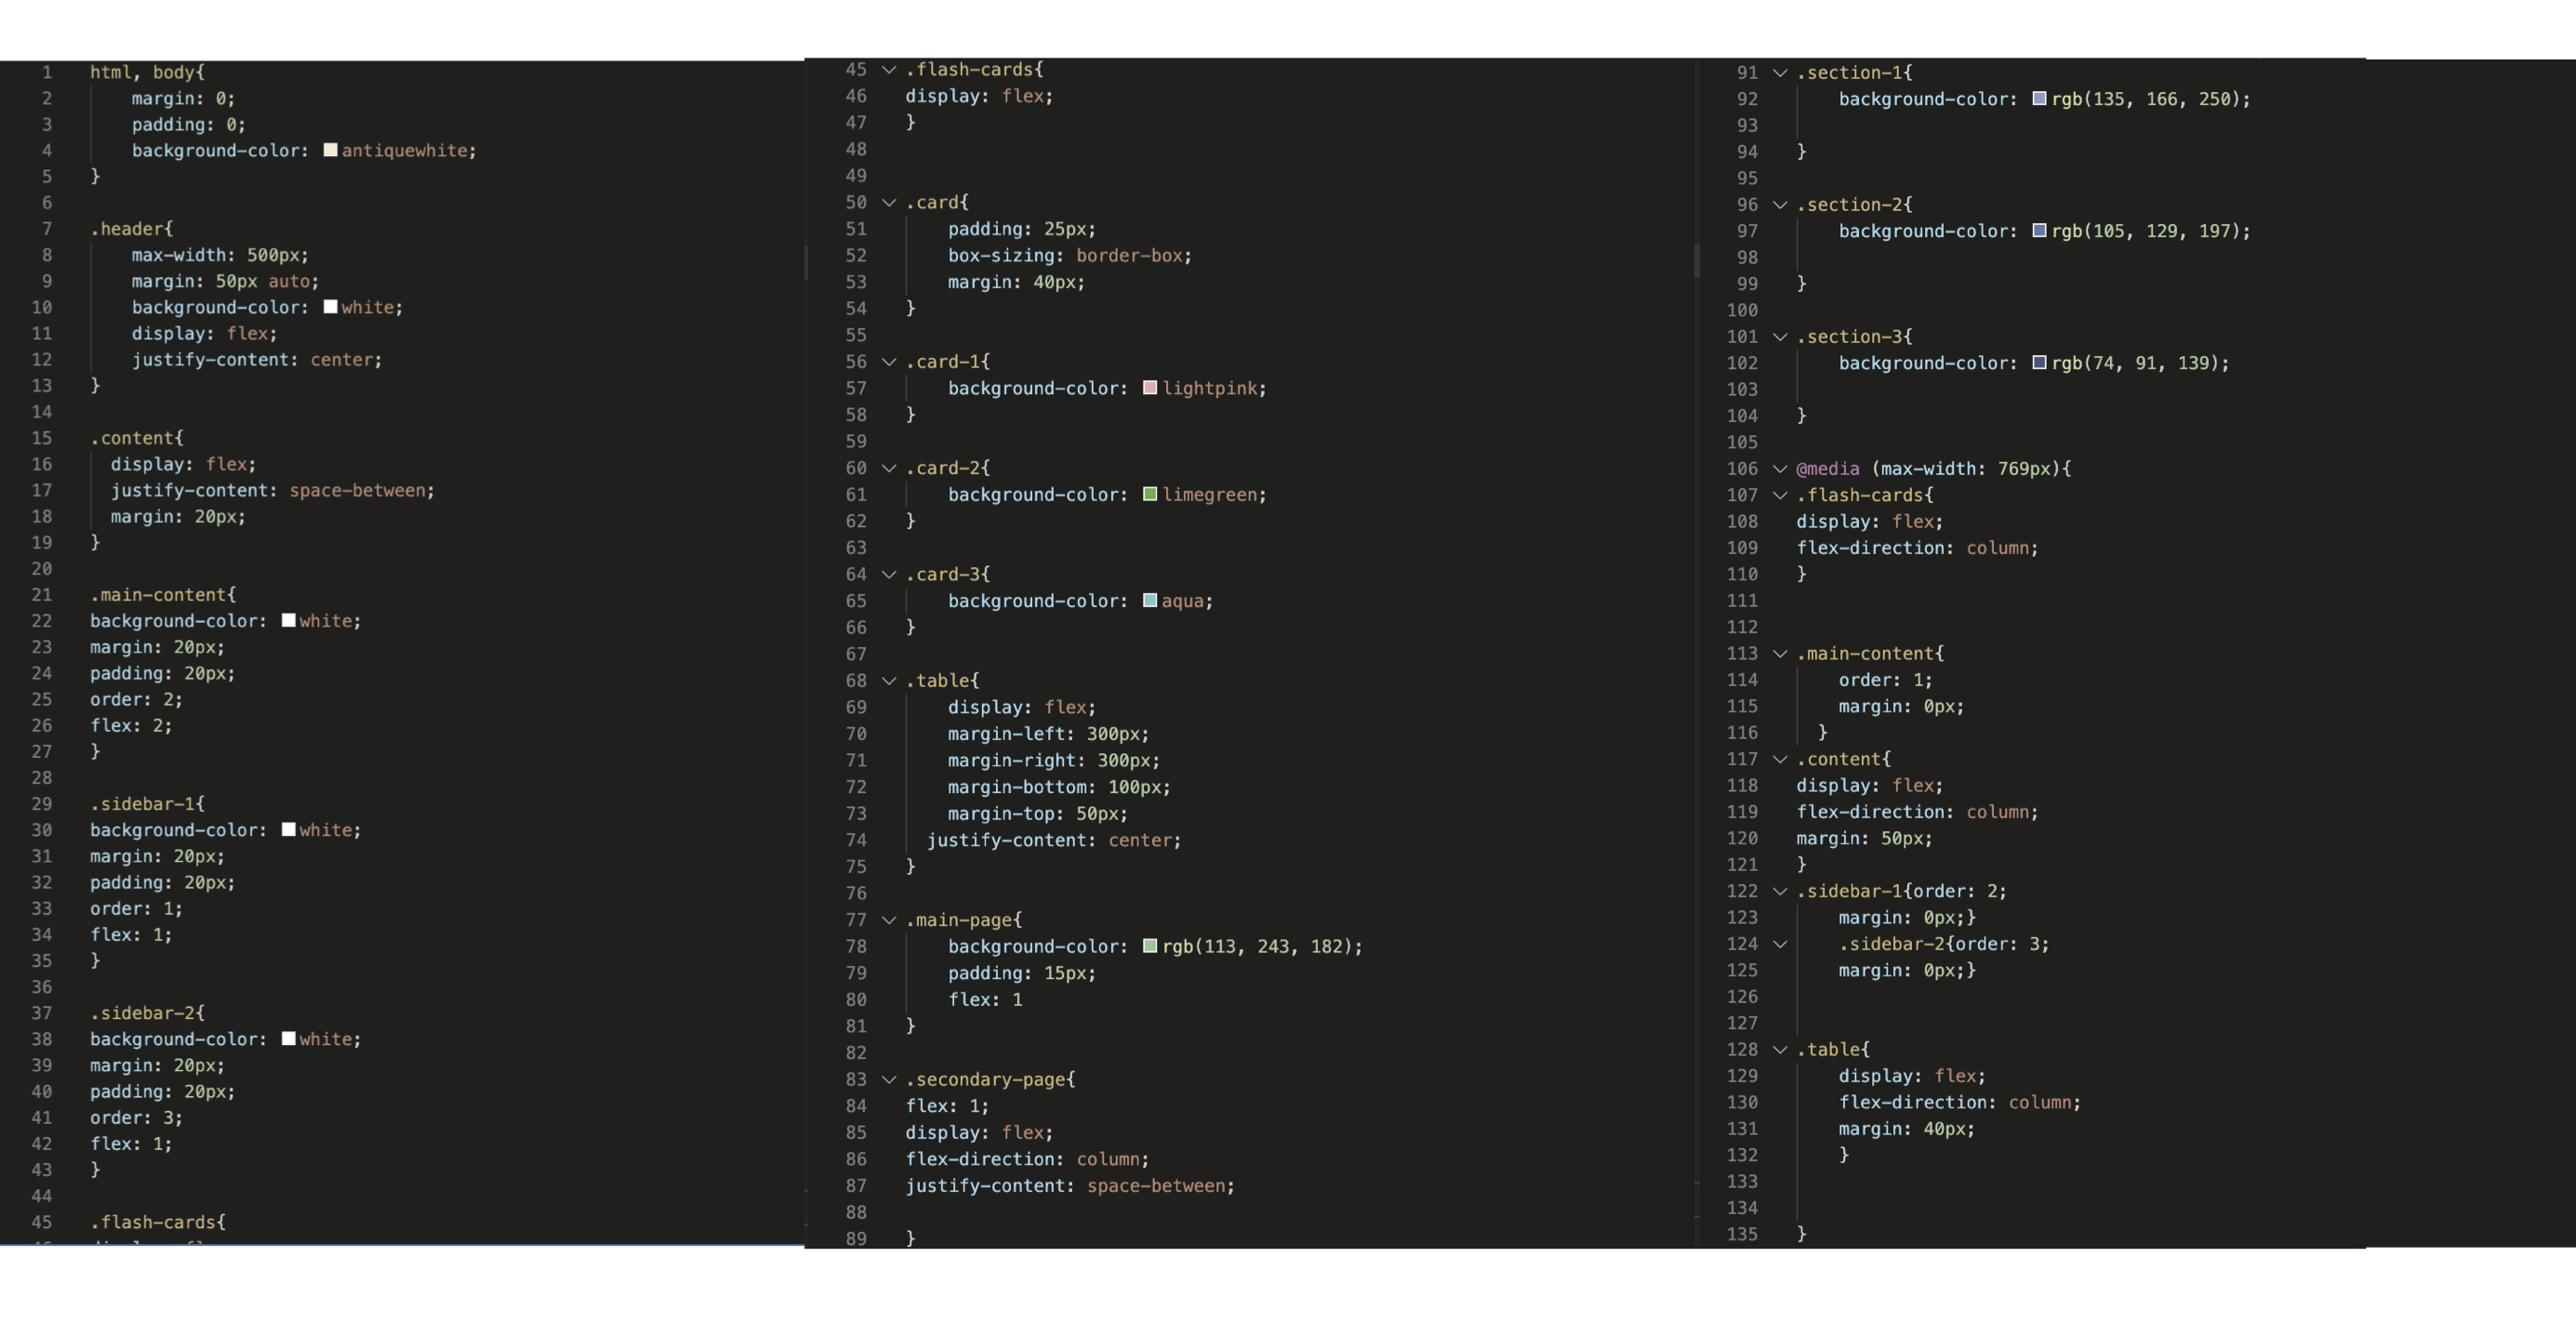 1 html, body{
2 margin: 0;
3 padding: 0;
4 background-color: antiquewhite;
5 }
6
7 .header{
8 max-width: 500px;
9 margin: 50px auto;
10 background-color: white;
11 display: flex;
12 justify-content: center;
13 }
14
15 .content{
16 display: flex;
17 justify-content: space-between;
18 margin: 20px;
19 }
20
21 .main-content{
22 background-color: white;
23 margin: 20px;
24 padding: 20px;
25 order: 2;
26 flex: 2;
27 }
28
29 .sidebar-1{
30 background-color: white;
31 margin: 20px;
32 padding: 20px;
33 order: 1;
34 flex: 1;
35 }
36
37 .sidebar-2{
38 background-color: white;
39 margin: 20px;
40 padding: 20px;
41 order: 3;
42 flex: 1;
43 }
44
45 .flash-cards{
45 .flash-cards{
46 display: flex;
47 }
48
49
50 .card{
51 padding: 25px;
52 box-sizing: border-box;
53 margin: 40px;
54 }
55
56 .card-1{
57 background-color: lightpink;
58 }
59
60 .card-2{
61 background-color: limegreen;
62 }
63
64 .card-3{
65 background-color: aqua;
66 }
67
68 .table{
69 display: flex;
70 margin-left: 300px;
71 margin-right: 300px;
72 margin-bottom: 100px;
73 margin-top: 50px;
74 justify-content: center;
75 }
76
77 .main-page{
78 background-color: rgb(113, 243, 182);
79 padding: 15px;
80 flex: 1
81 }
82
83 .secondary-page{
84 flex: 1;
85 display: flex;
86 flex-direction: column;
87 justify-content: space-between;
88
89 }
91 .section-1{
92 background-color: rgb(135, 166, 250);
93
94 }
95
96 .section-2{
97 background-color: rgb(105, 129, 197);
98
99 }
100
101 .section-3{
102 background-color: rgb(74, 91, 139);
103
104 }
105
106 @media (max-width: 769px){
107 .flash-cards{
108 display: flex;
109 flex-direction: column;
110 }
111
112
113 .main-content{
114 order: 1;
115 margin: 0px;
116 }
117 .content{
118 display: flex;
119 flex-direction: column;
120 margin: 50px;
121 }
122 .sidebar-1{order: 2;
123 margin: 0px;}
124 .sidebar-2{order: 3;
125 margin: 0px;}
126
127
128 .table{
129 display: flex;
130 flex-direction: column;
131 margin: 40px;
132 }
133
134
135 }